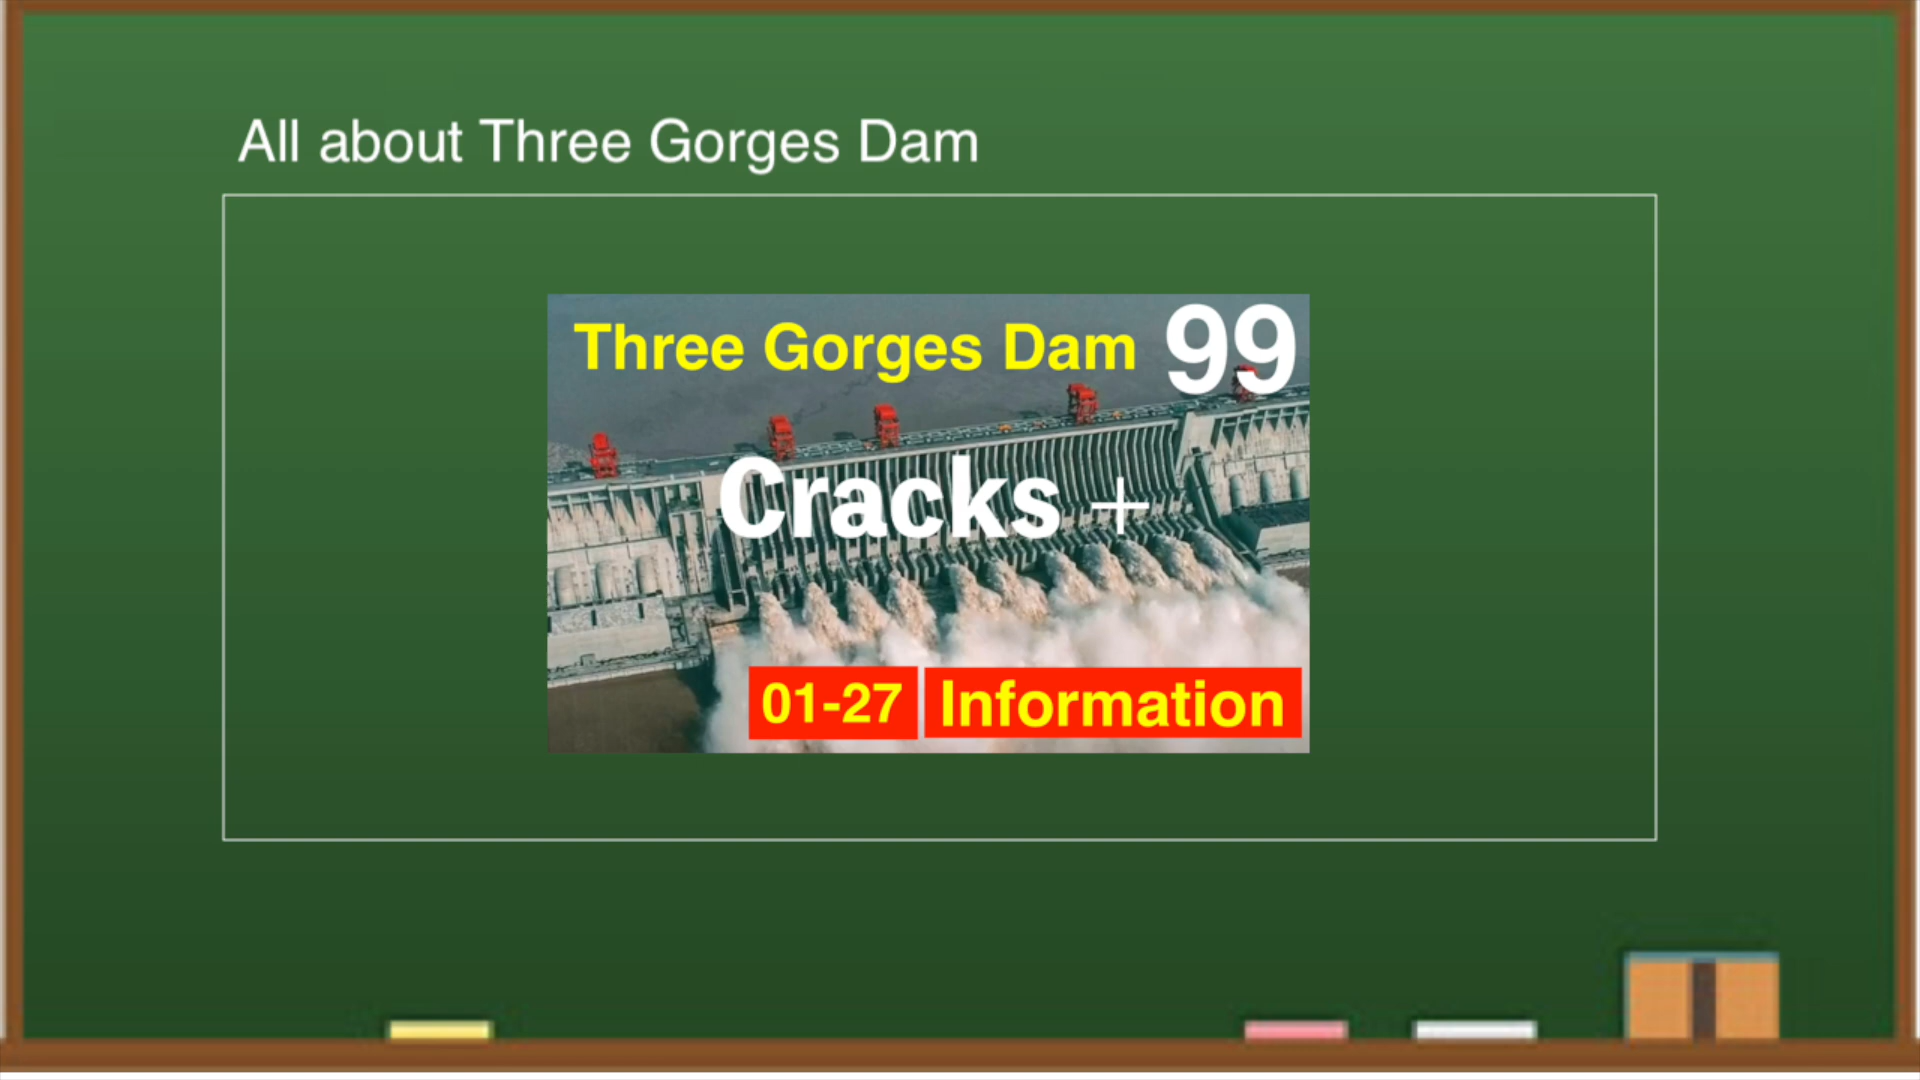 All about Three Gorges Dam
Three Gorges Dam 99
Cracks +
01-27 Information